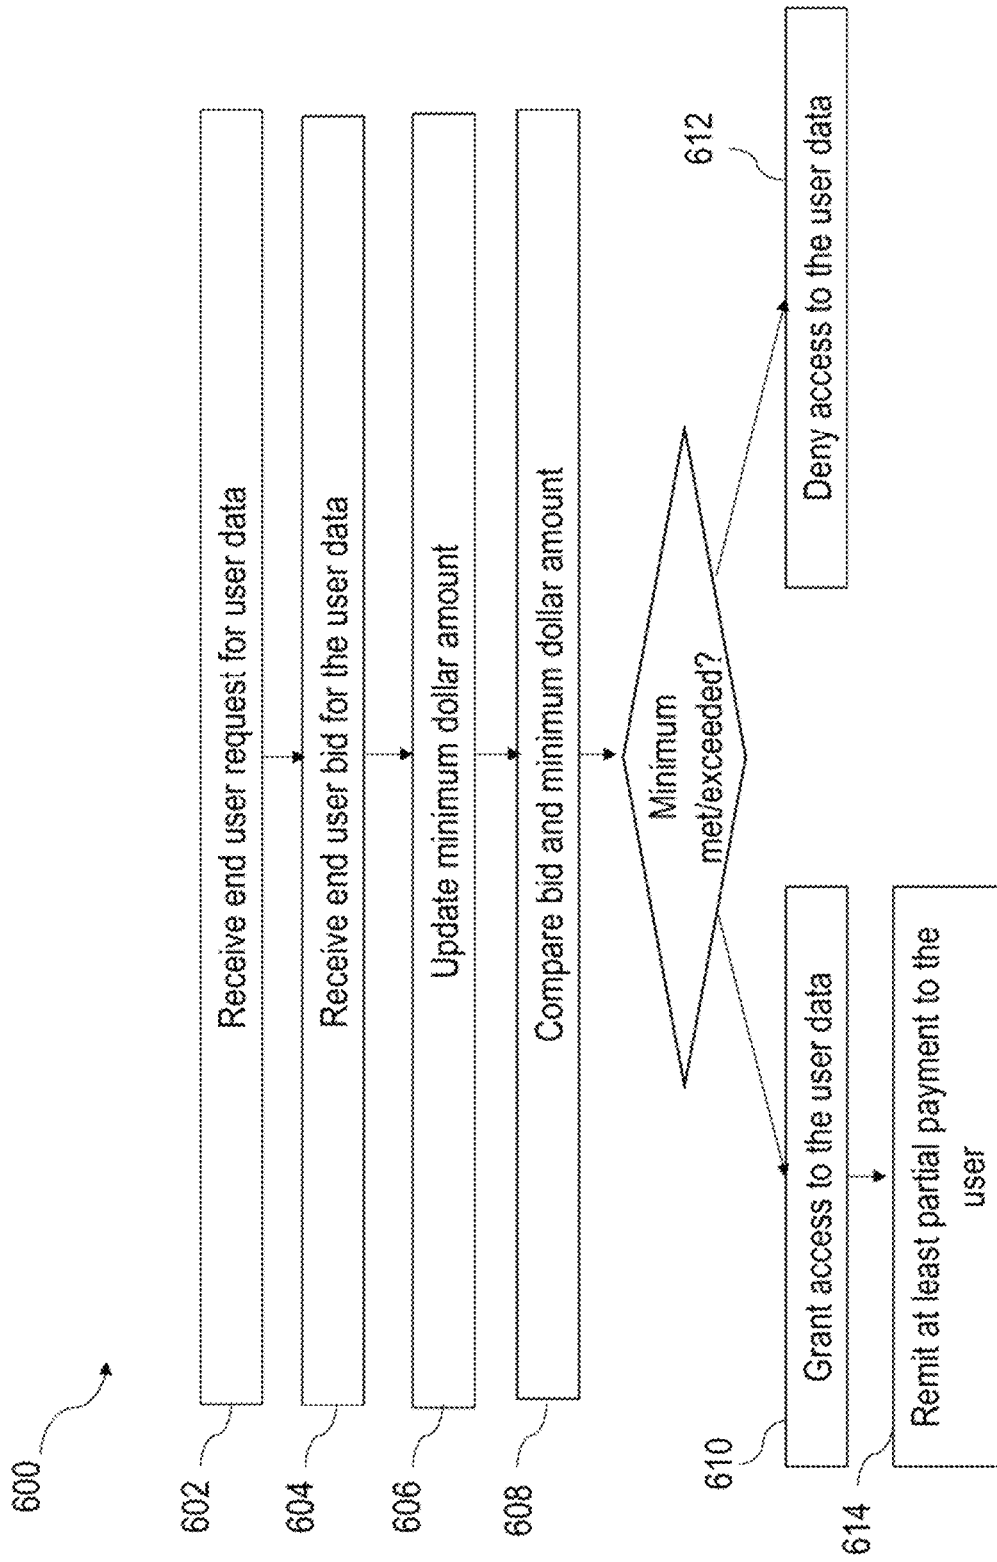 600
602
Receive end user request for user data
604
Receive end user bid for the user data
606
Update minimum dollar amount
608
Compare bid and minimum dollar amount
Minimum
met/exceeded?
610
Grant access to the user data
612
Deny access to the user data
614
Remit at least partial payment to the
user